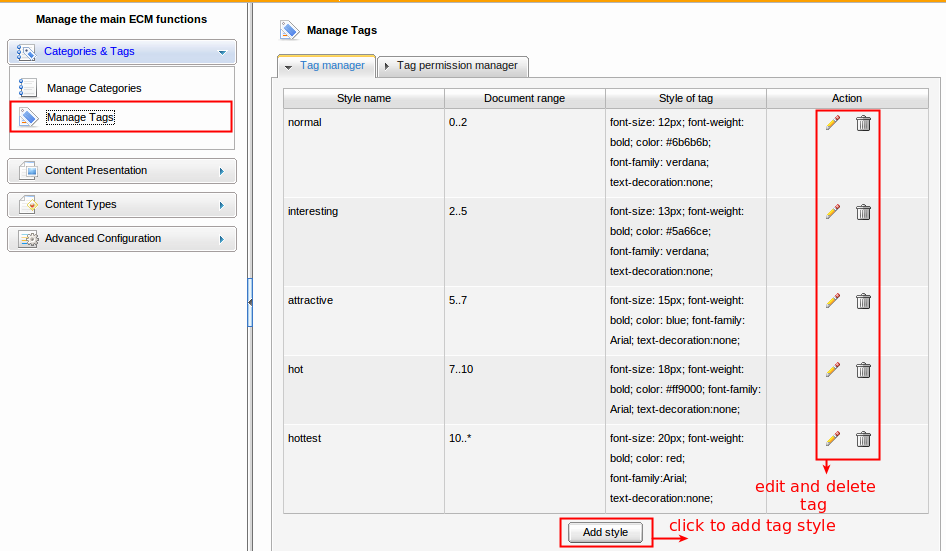 Manage the main ECM functions
Categories & Tags
Manage Categories
Manage Tags
Content Presentation
Content Types
Advanced Configuration
Manage Tags
Tag manager
Tag permission manager
Style name Document range Style of tag Action
normal 0..2 font-size: 12px; font-weight:
bold; color: #6b6b6b;
font-family: verdana;
text-decoration:none;
interesting 2..5 font-size: 13px; font-weight:
bold; color: #5a66ce;
font-family: verdana;
text-decoration:none;
attractive 5..7 font-size: 15px; font-weight:
bold; color: blue; font-family:
Arial; text-decoration:none;
hot 7..10 font-size: 18px; font-weight:
bold; color: #ff9000; font-family:
Arial; text-decoration:none;
hottest 10..* font-size: 20px; font-weight:
bold; color: red;
font-family:Arial;
text-decoration:none;
edit and delete
tag
Add style
click to add tag style